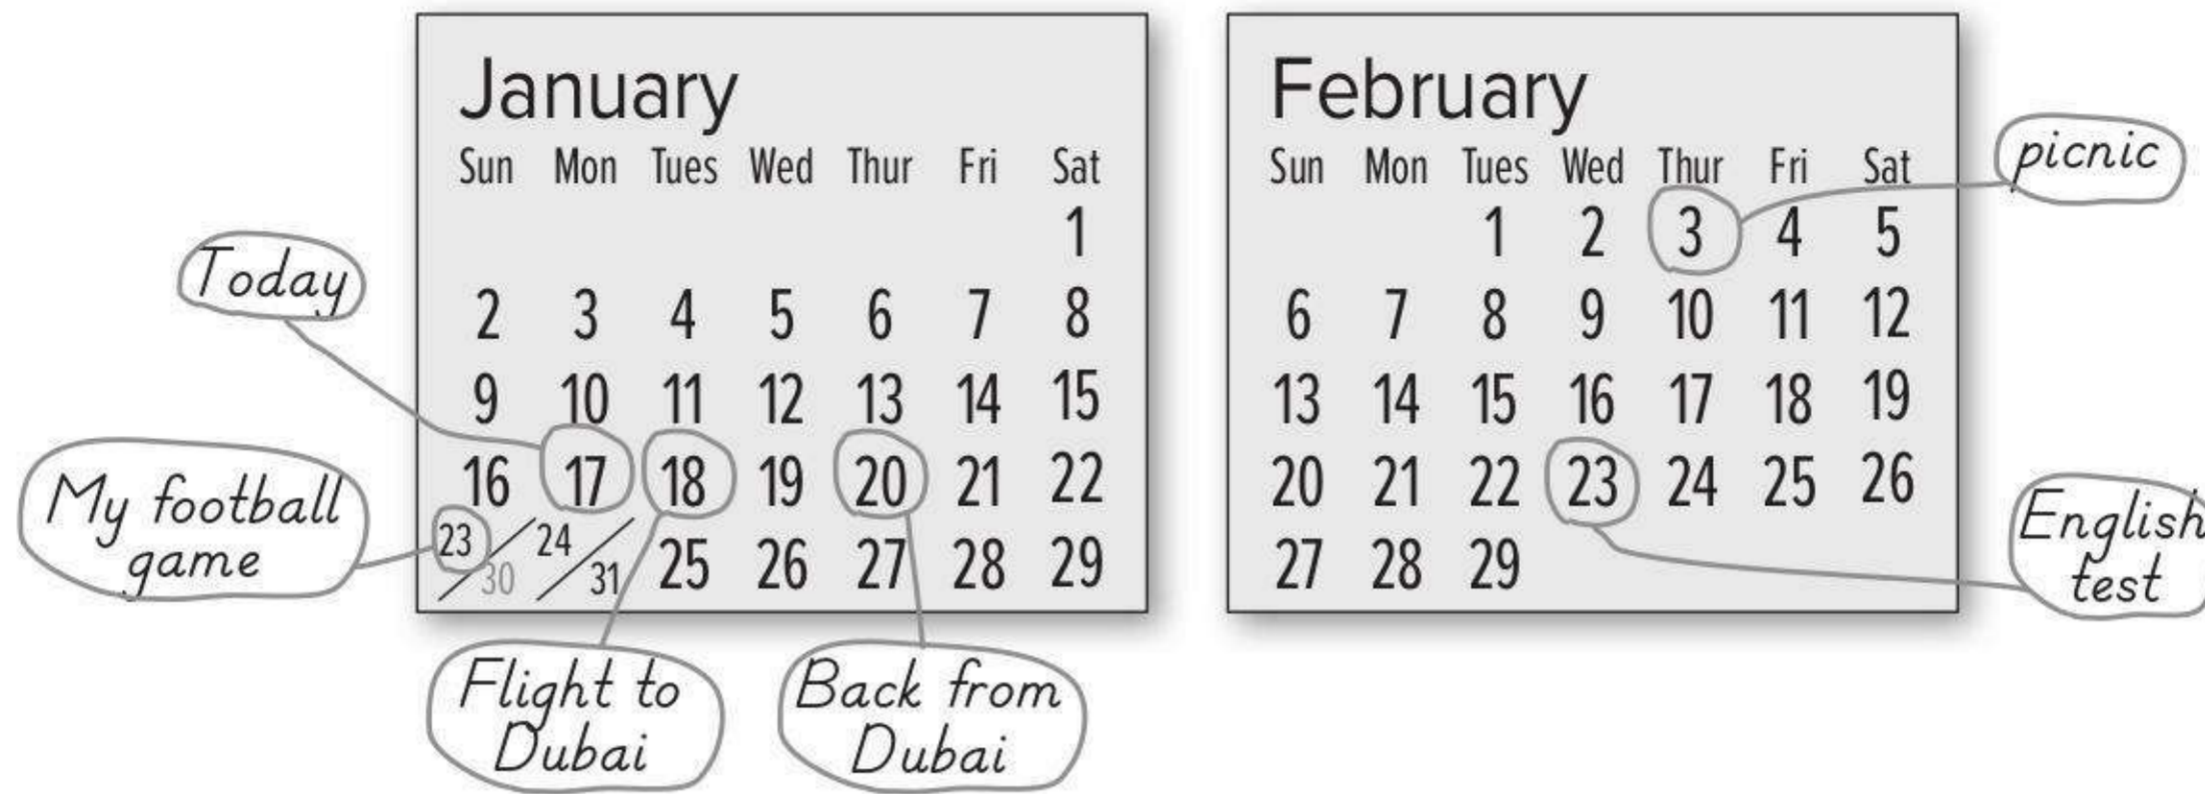 January
Sun Mon Tues Wed Thur Fri Sat
1
2 3 4 5 6 7 8
9 10 11 12 13 14 15
16 17 18 19 20 21 22
23/30 24/31 25 26 27 28 29
February
Sun Mon Tues Wed Thur Fri Sat
1 2 3 4 5
6 7 8 9 10 11 12
13 14 15 16 17 18 19
20 21 22 23 24 25 26
27 28 29
Today
My football
game
Flight to
Dubai
Back from
Dubai
picnic
English
test